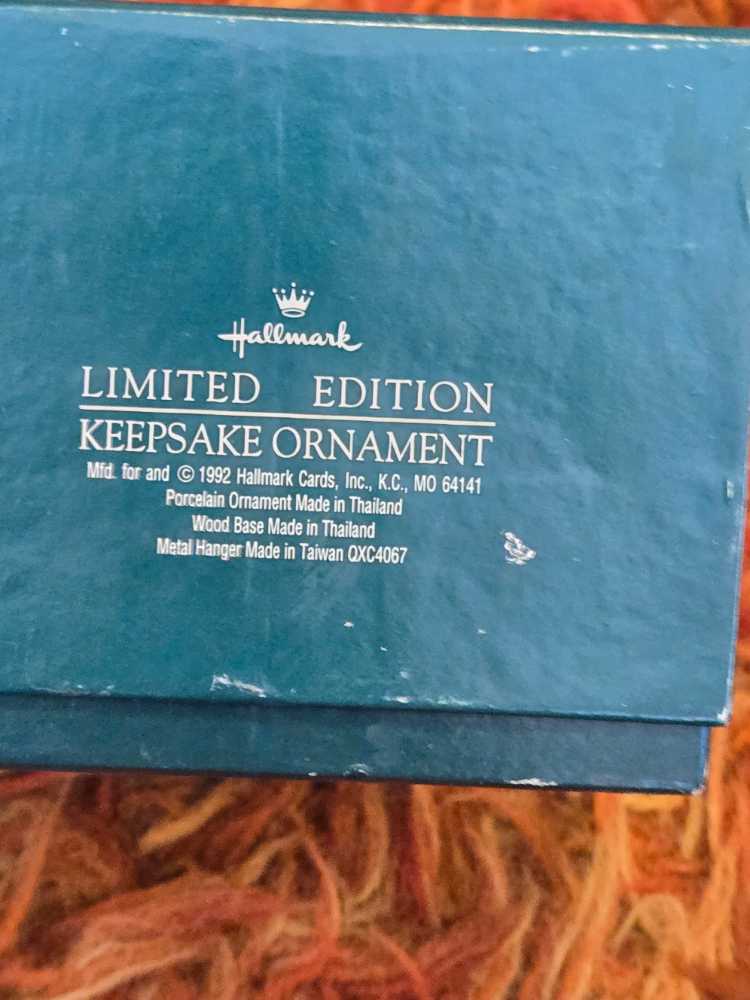 Hallmark
LIMITED EDITION
KEEPSAKE ORNAMENT
Mfd. for and © 1992 Hallmark Cards, Inc., K.C., MO 64141
Porcelain Ornament Made in Thailand
Wood Base Made in Thailand
Metal Hanger Made in Taiwan QXC4067